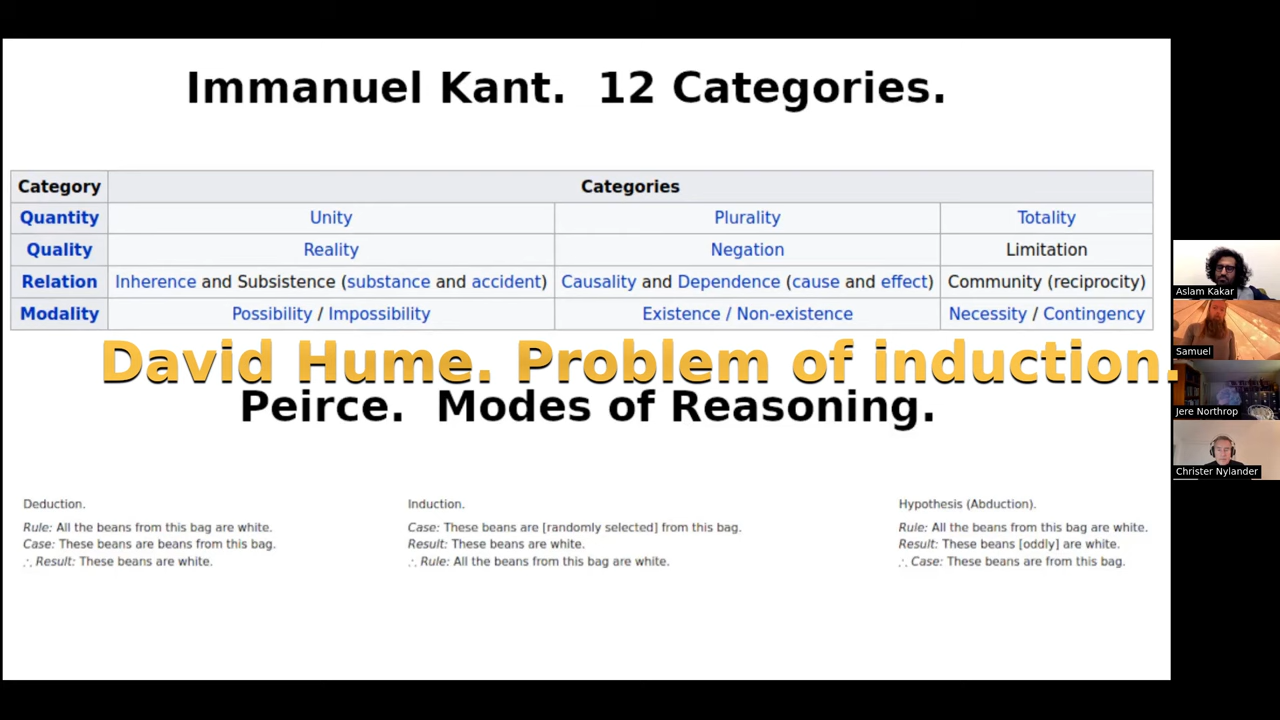 Immanuel Kant. 12 Categories.
Category Categories
Quantity Unity Plurality Totality
Quality Reality Negation Limitation
Relation Inherence and Subsistence (substance and accident) Causality and Dependence (cause and effect) Community (reciprocity)
Modality Possibility / Impossibility Existence / Non-existence Necessity / Contingency
David Hume. Problem of induction.
Peirce. Modes of Reasoning.
Deduction.
Rule: All the beans from this bag are white.
Case: These beans are beans from this bag.
∴ Result: These beans are white.
Induction.
Case: These beans are [randomly selected] from this bag.
Result: These beans are white.
∴ Rule: All the beans from this bag are white.
Hypothesis (Abduction).
Rule: All the beans from this bag are white.
Result: These beans [oddly] are white.
∴ Case: These beans are from this bag.
Aslam Kakar
Samuel
Jere Northrop
Christer Nylander